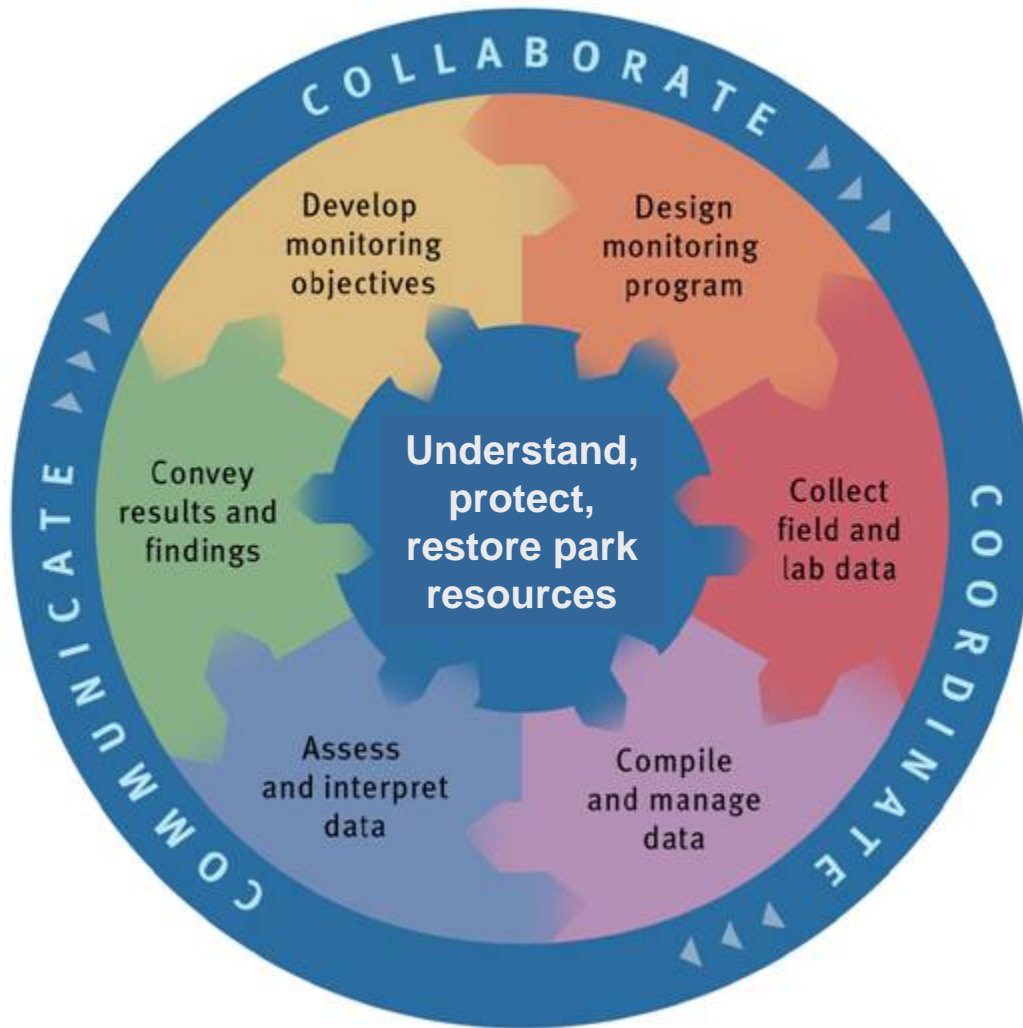 COLLABORATE
Develop
monitoring
objectives
Design
monitoring
program
Collect
field and
lab data
COORDINATE
Compile
and manage
data
Assess
and interpret
data
Convey
results and
findings
COMMUNICATE
Understand,
protect,
restore park
resources